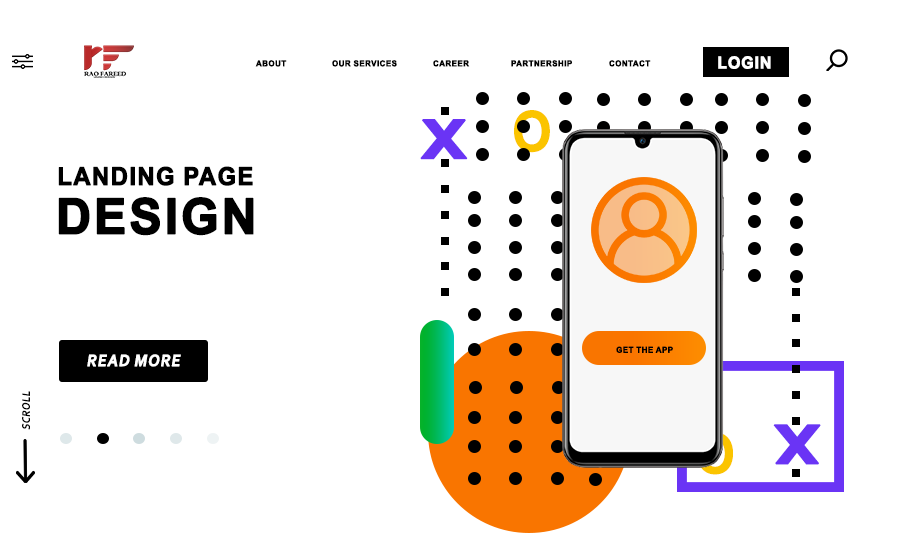 RAO FAREED
ABOUT
OUR SERVICES
CAREER
PARTNERSHIP
CONTACT
LOGIN
X
O
LANDING PAGE
DESIGN
READ MORE
SCROLL
GET THE APP
O
X